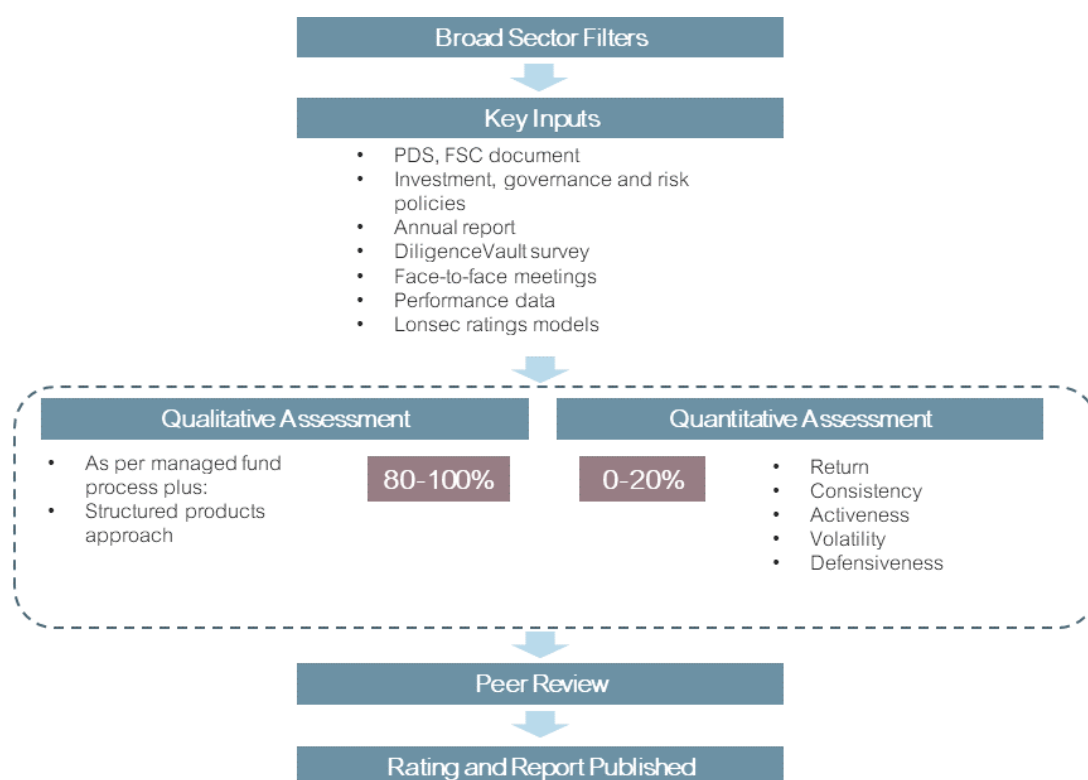 Broad Sector Filters
Key Inputs
• PDS, FSC document
• Investment, governance and risk
policies
• Annual report
• DiligenceVault survey
• Face-to-face meetings
• Performance data
• Lonsec ratings models
Qualitative Assessment
• As per managed fund
process plus:
• Structured products
approach
80-100%
Quantitative Assessment
0-20%
• Return
• Consistency
• Activeness
• Volatility
• Defensiveness
Peer Review
Rating and Report Published